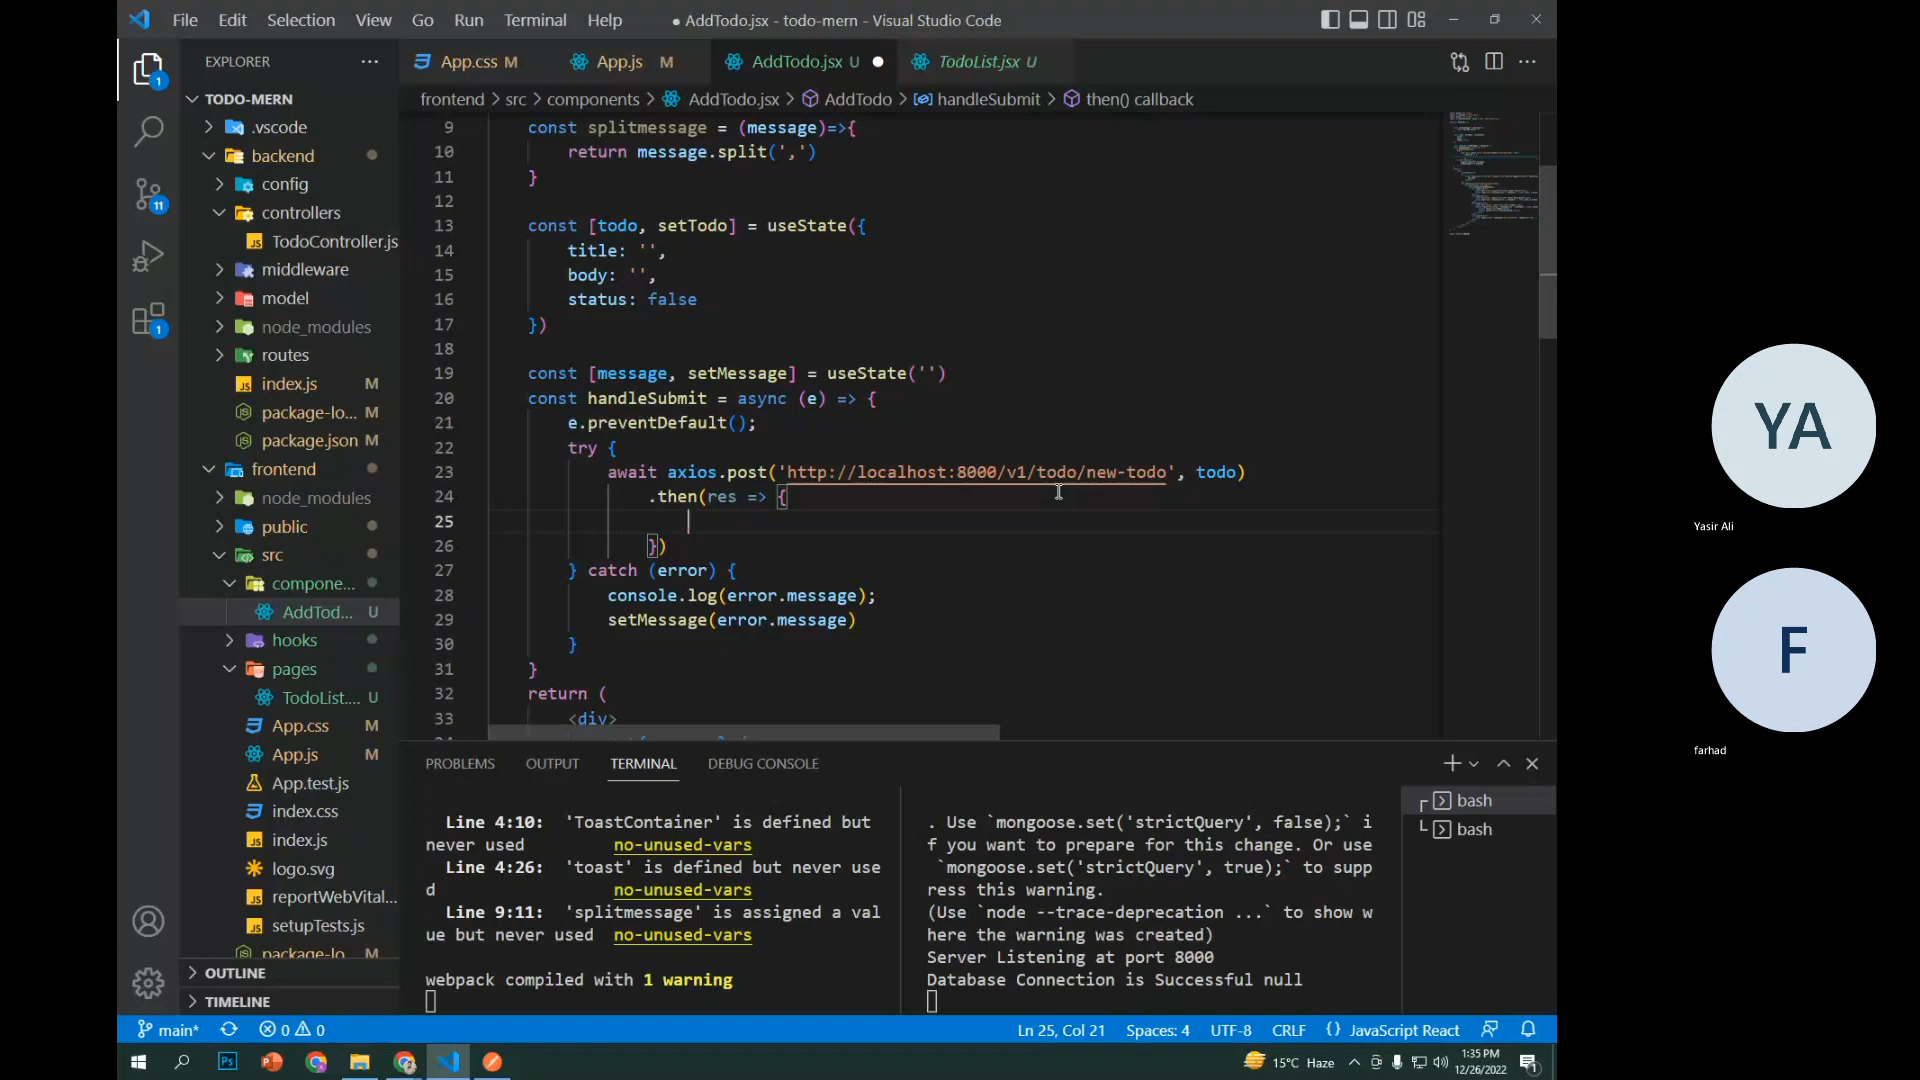 File Edit Selection View Go Run Terminal Help
● AddTodo.jsx - todo-mern - Visual Studio Code
EXPLORER
TODO-MERN
.vscode
backend
config
controllers
TodoController.js
middleware
model
node_modules
routes
index.js M
package-lo... M
package.json M
frontend
node_modules
public
src
compone...
AddTod... U
hooks
pages
TodoList.... U
App.css M
App.js M
App.test.js
index.css
index.js
logo.svg
reportWebVital...
setupTests.js
package-lo
OUTLINE
TIMELINE
1
11
1
App.css M
App.js M
AddTodo.jsx U
TodoList.jsx U
frontend > src > components > AddTodo.jsx > AddTodo > handleSubmit > then() callback
9 const splitmessage = (message)=>{
10 return message.split(',')
11 }
12
13 const [todo, setTodo] = useState({
14 title: '',
15 body: '',
16 status: false
17 })
18
19 const [message, setMessage] = useState('')
20 const handleSubmit = async (e) => {
21 e.preventDefault();
22 try {
23 await axios.post('http://localhost:8000/v1/todo/new-todo', todo)
24 .then(res => {
25
26 })
27 } catch (error) {
28 console.log(error.message);
29 setMessage(error.message)
30 }
31 }
32 return (
33 <div>
PROBLEMS OUTPUT TERMINAL DEBUG CONSOLE
Line 4:10: 'ToastContainer' is defined but
never used no-unused-vars
Line 4:26: 'toast' is defined but never use
d no-unused-vars
Line 9:11: 'splitmessage' is assigned a val
ue but never used no-unused-vars
webpack compiled with 1 warning
. Use `mongoose.set('strictQuery', false);` i
f you want to prepare for this change. Or use
`mongoose.set('strictQuery', true);` to supp
ress this warning.
(Use `node --trace-deprecation ...` to show w
here the warning was created)
Server Listening at port 8000
Database Connection is Successful null
bash
bash
main* 0 0
Ln 25, Col 21 Spaces: 4 UTF-8 CRLF {} JavaScript React
Ps
15°C Haze
1:35 PM
12/26/2022
1
YA
Yasir Ali
F
farhad